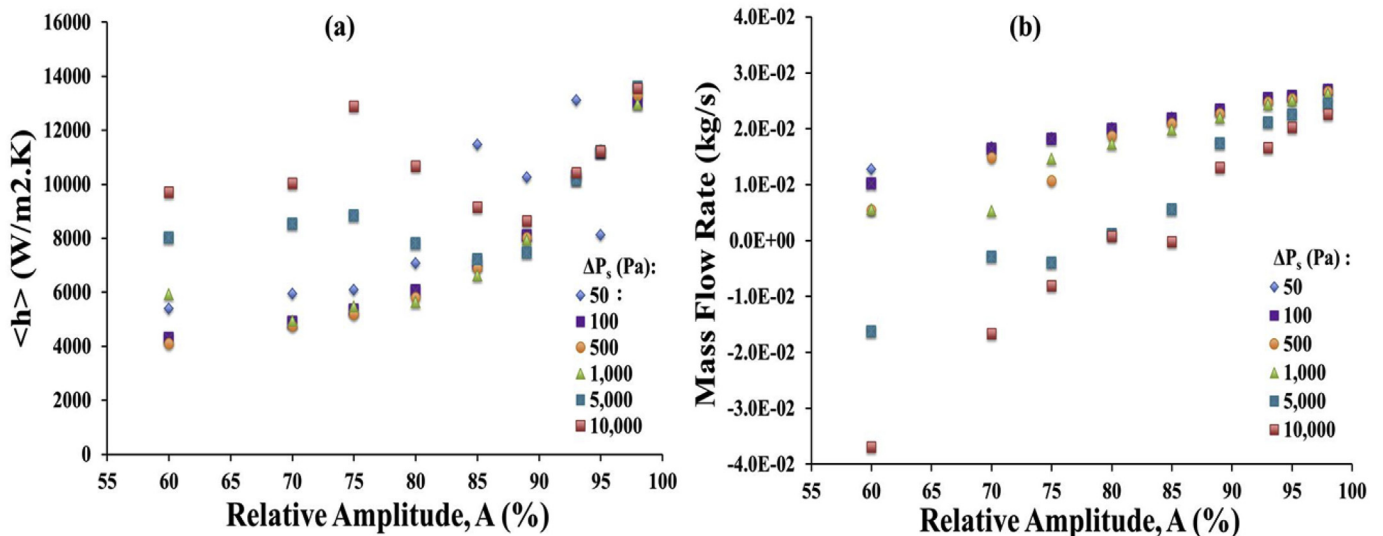 (a)
16000
14000
12000
10000
8000
6000
4000
2000
0
<h> (W/m2.K)
55 60 65 70 75 80 85 90 95 100
Relative Amplitude, A (%)
ΔPs (Pa):
50 :
100
500
1,000
5,000
10,000
(b)
4.0E-02
3.0E-02
2.0E-02
1.0E-02
0.0E+00
-1.0E-02
-2.0E-02
-3.0E-02
-4.0E-02
Mass Flow Rate (kg/s)
55 60 65 70 75 80 85 90 95 100
Relative Amplitude, A (%)
ΔPs (Pa) :
50
100
500
1,000
5,000
10,000